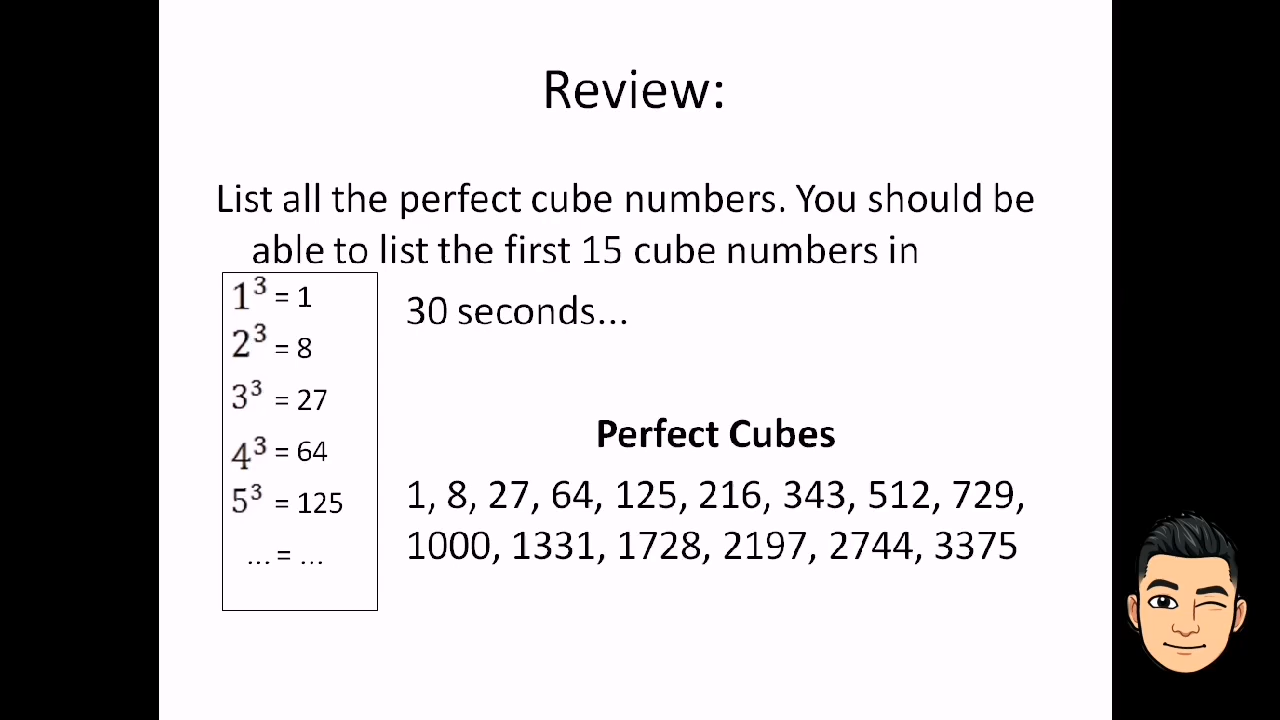 Review:
List all the perfect cube numbers. You should be
able to list the first 15 cube numbers in
30 seconds...
1³ = 1
2³ = 8
3³ = 27
4³ = 64
5³ = 125
... = ...
Perfect Cubes
1, 8, 27, 64, 125, 216, 343, 512, 729,
1000, 1331, 1728, 2197, 2744, 3375